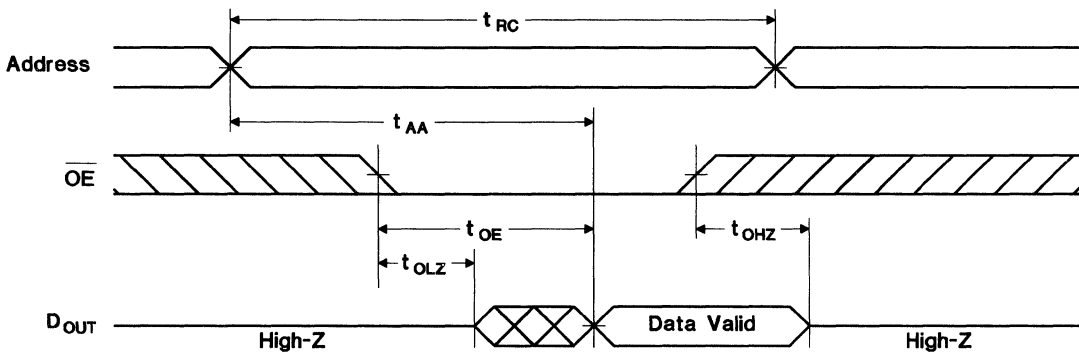 t RC
Address
t AA
OE
t OE
t OHZ
t OLZ
D OUT
High-Z
Data Valid
High-Z